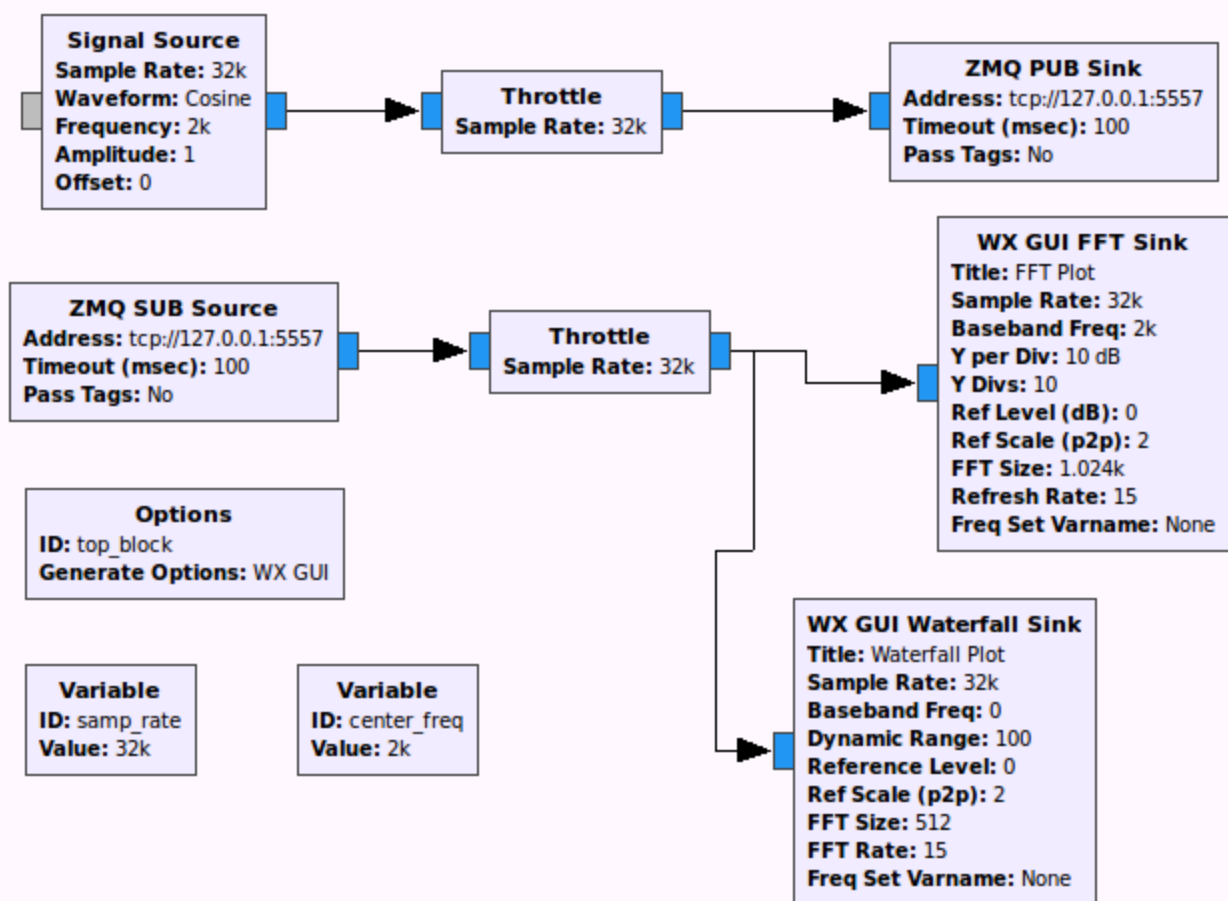 Signal Source
Sample Rate: 32k
Waveform: Cosine
Frequency: 2k
Amplitude: 1
Offset: 0
Throttle
Sample Rate: 32k
ZMQ PUB Sink
Address: tcp://127.0.0.1:5557
Timeout (msec): 100
Pass Tags: No
ZMQ SUB Source
Address: tcp://127.0.0.1:5557
Timeout (msec): 100
Pass Tags: No
Throttle
Sample Rate: 32k
WX GUI FFT Sink
Title: FFT Plot
Sample Rate: 32k
Baseband Freq: 2k
Y per Div: 10 dB
Y Divs: 10
Ref Level (dB): 0
Ref Scale (p2p): 2
FFT Size: 1.024k
Refresh Rate: 15
Freq Set Varname: None
Options
ID: top_block
Generate Options: WX GUI
Variable
ID: samp_rate
Value: 32k
Variable
ID: center_freq
Value: 2k
WX GUI Waterfall Sink
Title: Waterfall Plot
Sample Rate: 32k
Baseband Freq: 0
Dynamic Range: 100
Reference Level: 0
Ref Scale (p2p): 2
FFT Size: 512
FFT Rate: 15
Freq Set Varname: None